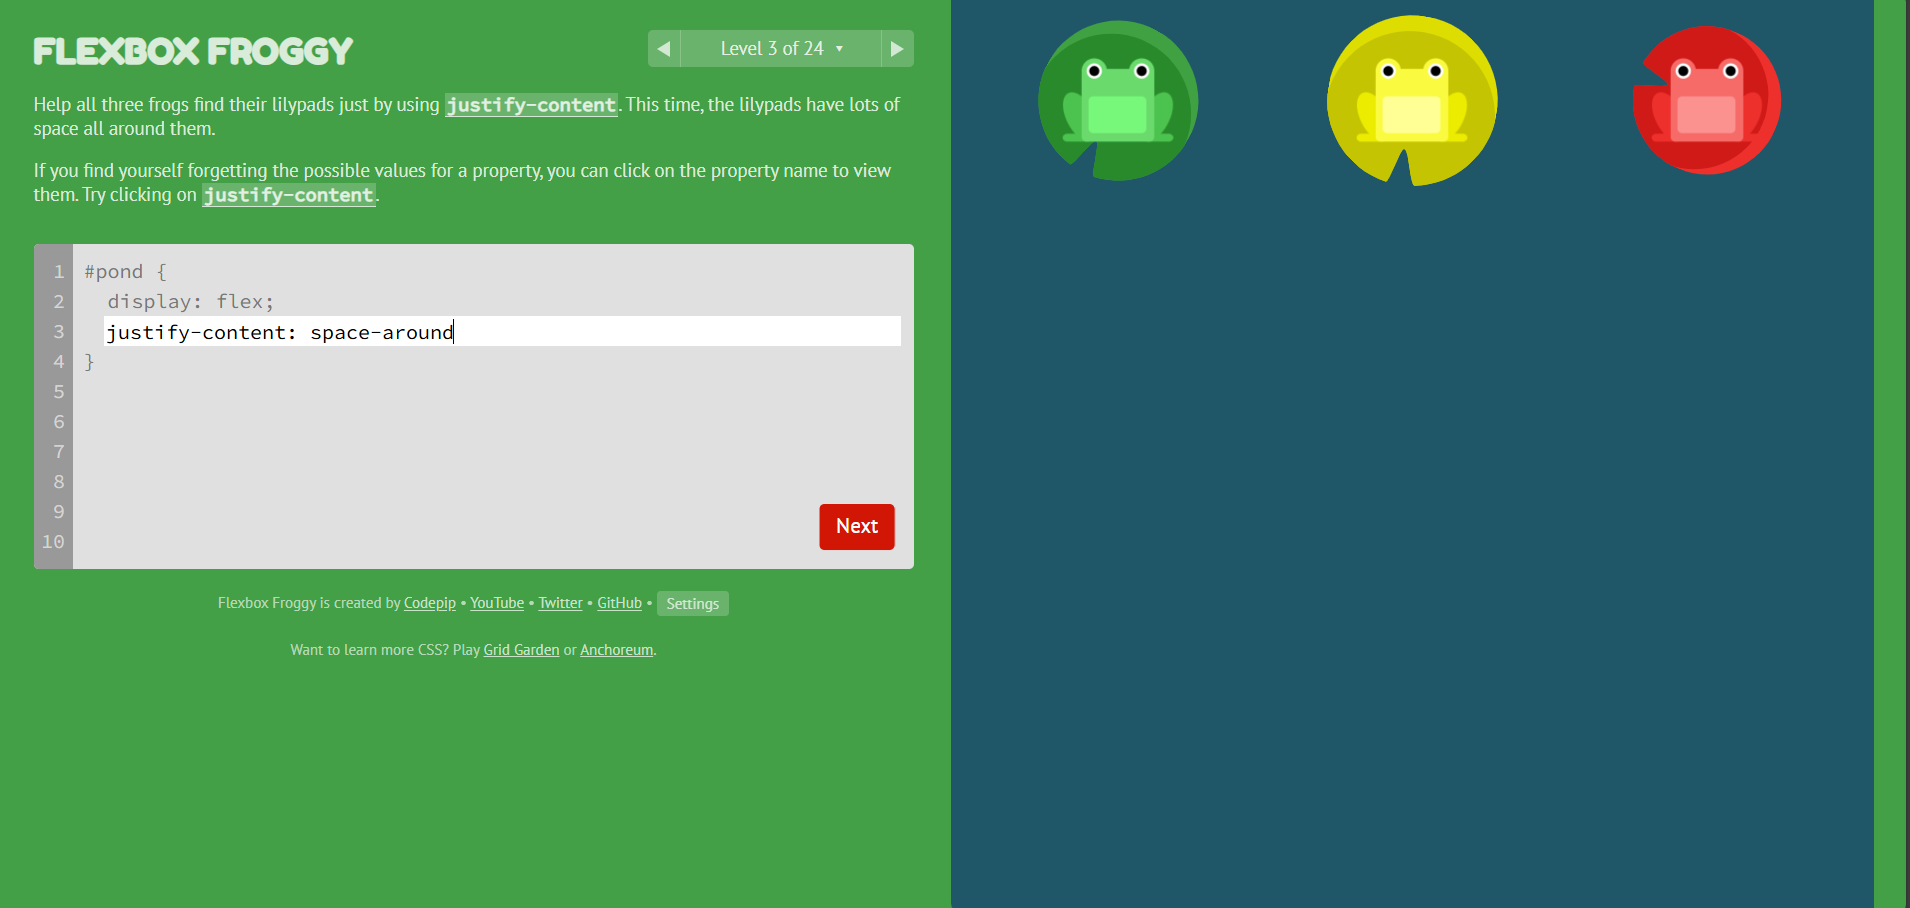 FLEXBOX FROGGY
◀ Level 3 of 24 ▼ ▶
Help all three frogs find their lilypads just by using justify-content. This time, the lilypads have lots of
space all around them.
If you find yourself forgetting the possible values for a property, you can click on the property name to view
them. Try clicking on justify-content.
1 #pond {
2 display: flex;
3 justify-content: space-around
4 }
5
6
7
8
9
10
Next
Flexbox Froggy is created by Codepip • YouTube • Twitter • GitHub • Settings
Want to learn more CSS? Play Grid Garden or Anchoreum.